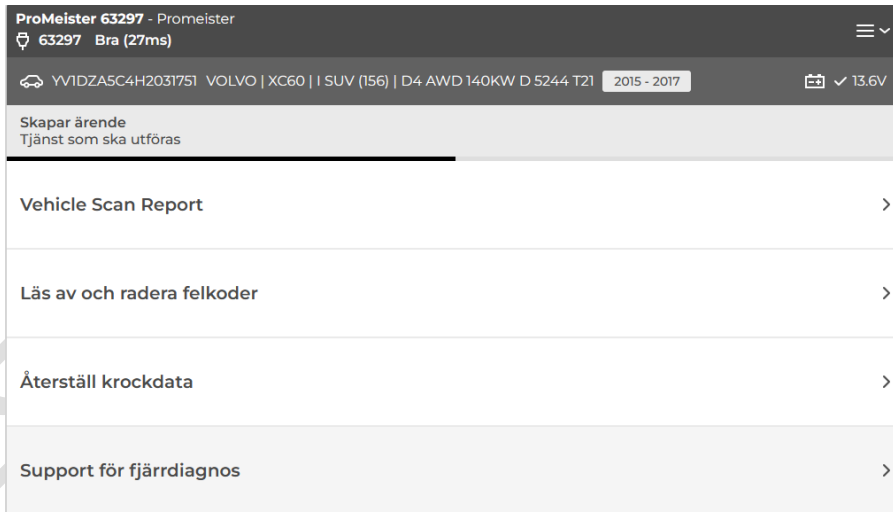 ProMeister 63297 - Promeister
63297 Bra (27ms)
YV1DZA5C4H2031751 VOLVO | XC60 | I SUV (156) | D4 AWD 140KW D 5244 T21 2015 - 2017 13.6V
Skapar ärende
Tjänst som ska utföras
Vehicle Scan Report
Läs av och radera felkoder
Återställ krockdata
Support för fjärrdiagnos